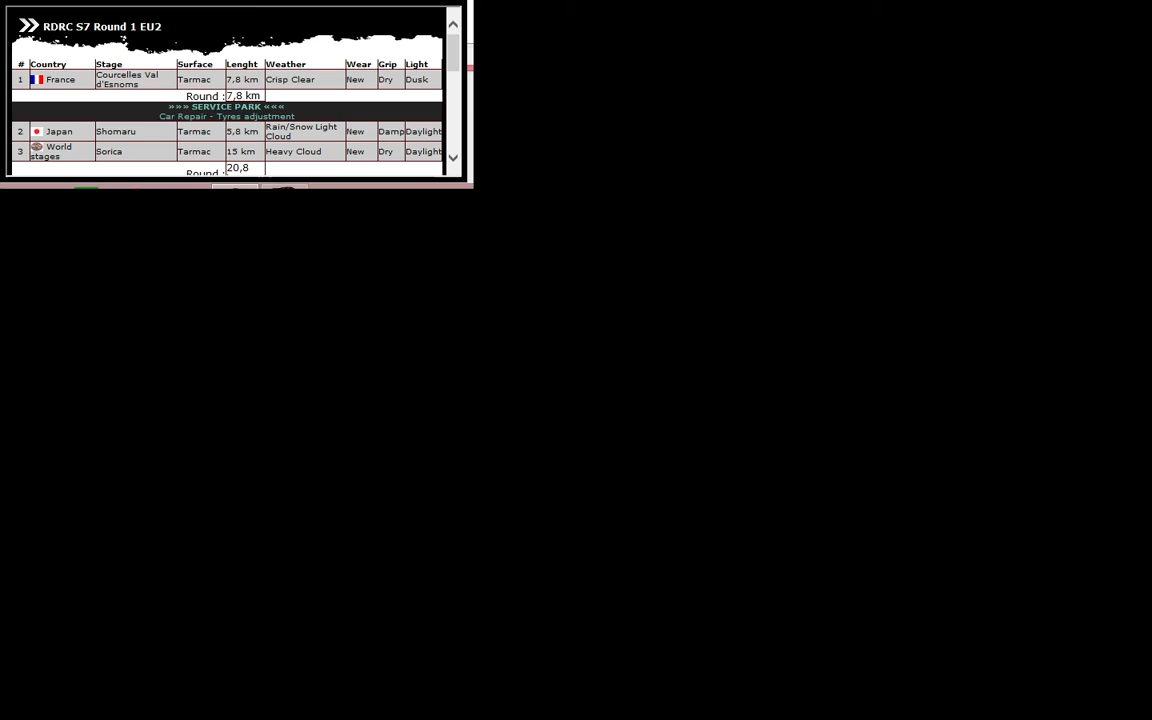 RDRC S7 Round 1 EU2
# Country Stage Surface Lenght Weather Wear Grip Light
1 France Courcelles Val d'Esnoms Tarmac 7,8 km Crisp Clear New Dry Dusk
Round : 7,8 km
»»» SERVICE PARK «««
Car Repair - Tyres adjustment
2 Japan Shomaru Tarmac 5,8 km Rain/Snow Light Cloud New Damp Daylight
3 World stages Sorica Tarmac 15 km Heavy Cloud New Dry Daylight
Round : 20,8